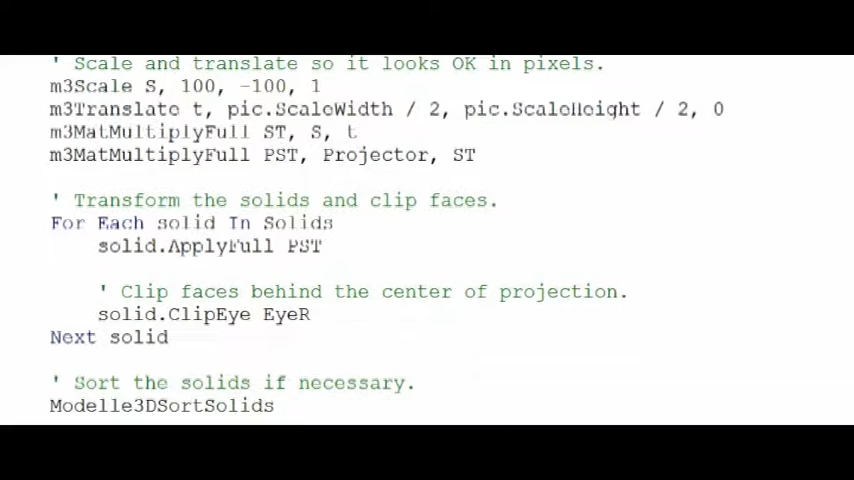 ' Scale and translate so it looks OK in pixels.
m3Scale S, 100, -100, 1
m3Translate t, pic.ScaleWidth / 2, pic.ScaleHeight / 2, 0
m3MatMultiplyFull ST, S, t
m3MatMultiplyFull PST, Projector, ST
' Transform the solids and clip faces.
For Each solid In Solids
solid.ApplyFull PST
' Clip faces behind the center of projection.
solid.ClipEye EyeR
Next solid
' Sort the solids if necessary.
Modelle3DSortSolids